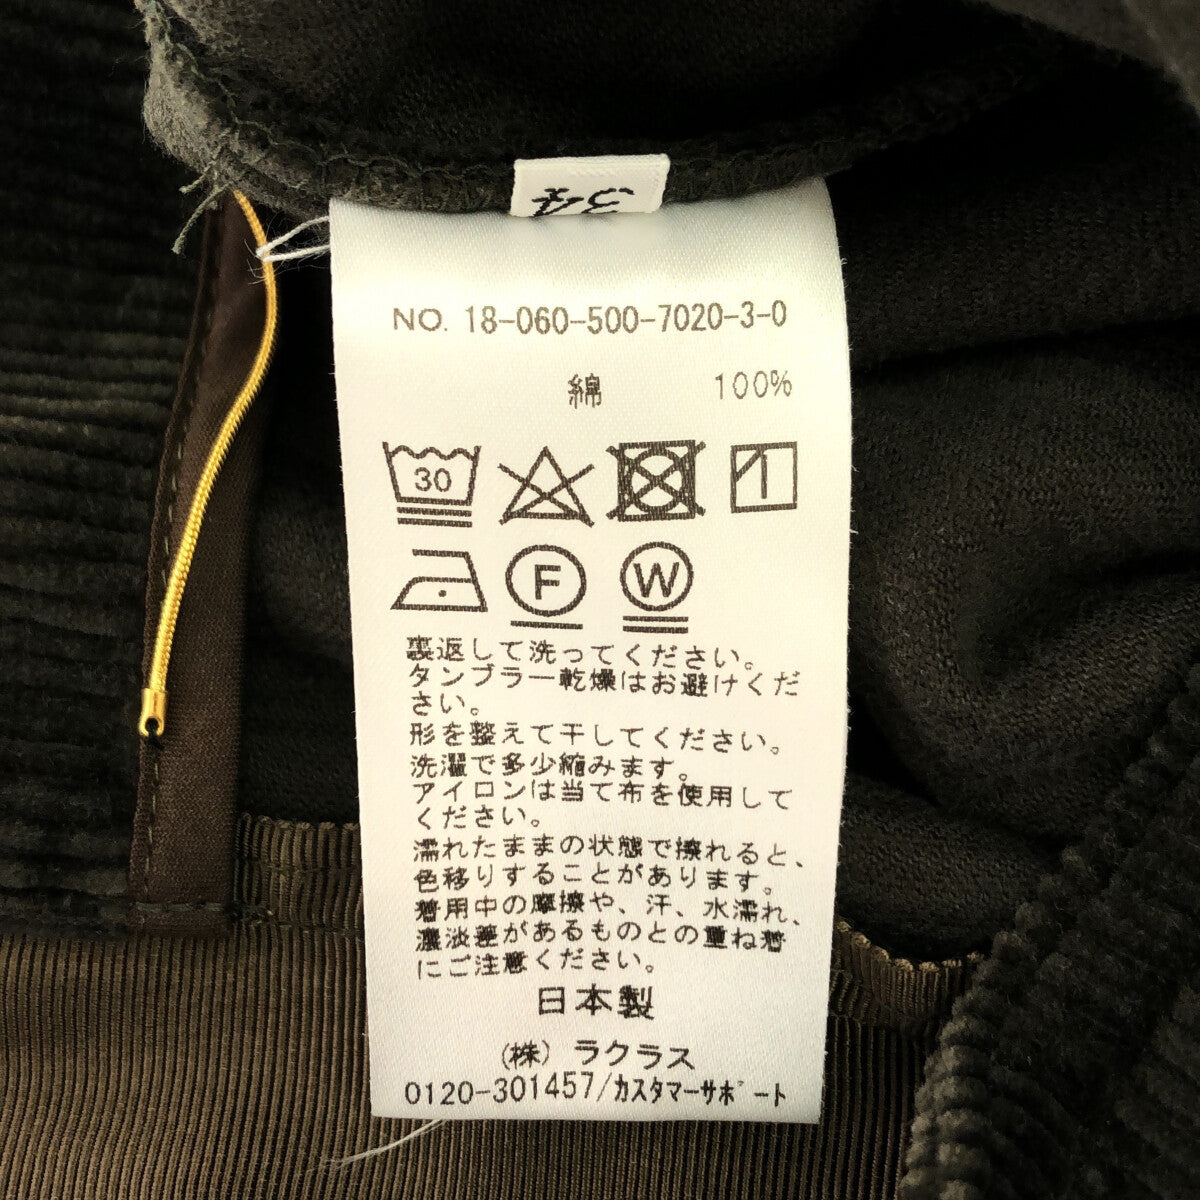 34
NO. 18-060-500-7020-3-0
綿 100%
30
F W
裏返して洗ってください。
タンブラー乾燥はお避けくだ
さい。
形を整えて干してください。
洗濯で多少縮みます。
アイロンは当て布を使用して
ください。
濡れたままの状態で擦れると、
色移りすることがあります。
着用中の摩擦や、汗、水濡れ、
濃淡差があるものとの重ね着
にご注意ください。
日本製
(株) ラクラス
0120-301457/カスタマーサポート